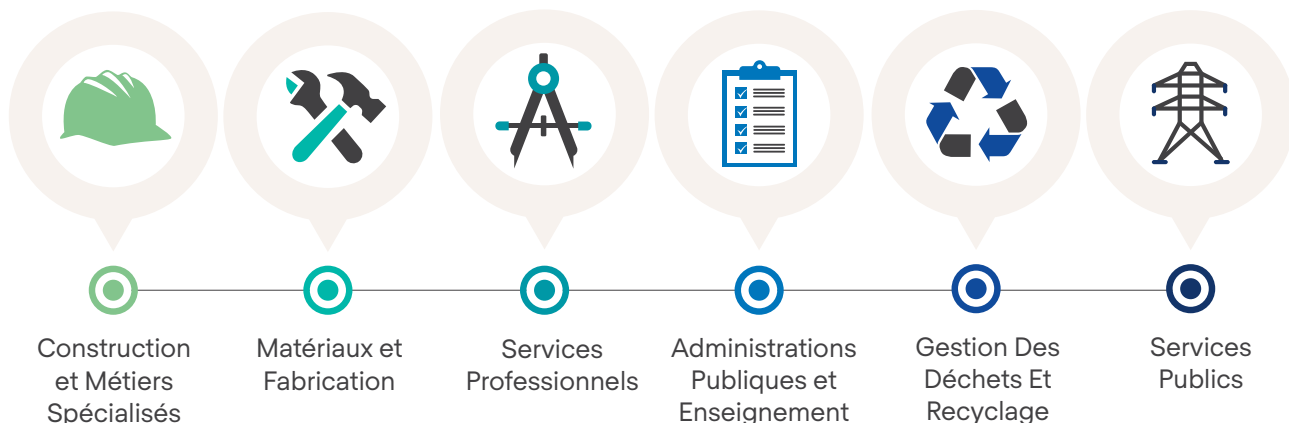 Construction
et Métiers
Spécialisés
Matériaux et
Fabrication
Services
Professionnels
Administrations
Publiques et
Enseignement
Gestion Des
Déchets Et
Recyclage
Services
Publics